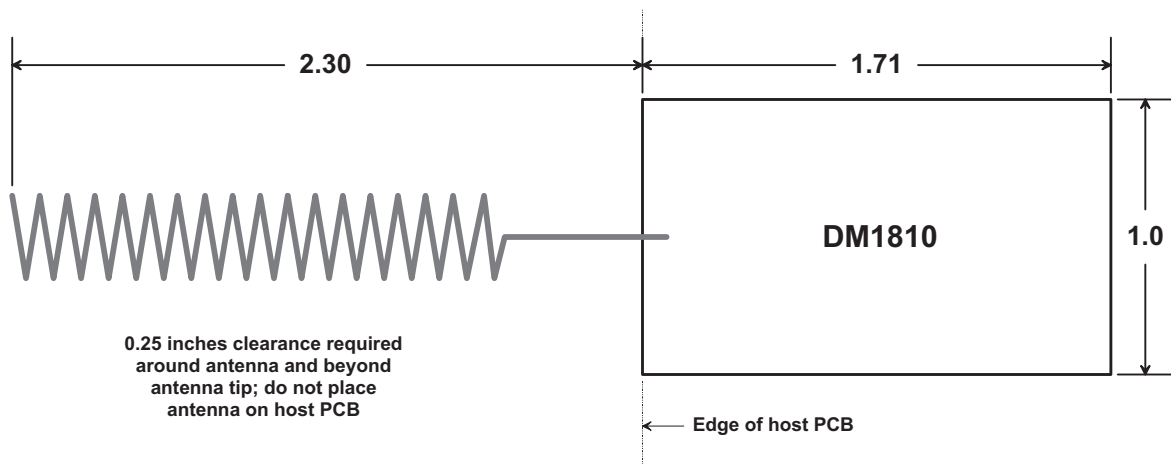 2.30
1.71
DM1810
1.0
0.25 inches clearance required
around antenna and beyond
antenna tip; do not place
antenna on host PCB
Edge of host PCB